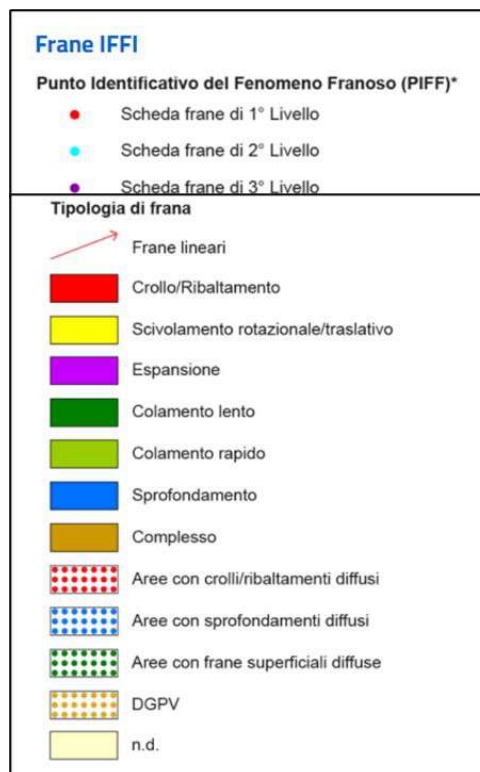 Frane IFFI
Punto Identificativo del Fenomeno Franoso (PIFF)*
Scheda frane di 1° Livello
Scheda frane di 2° Livello
Scheda frane di 3° Livello
Tipologia di frana
Frane lineari
Crollo/Ribaltamento
Scivolamento rotazionale/traslativo
Espansione
Colamento lento
Colamento rapido
Sprofondamento
Complesso
Aree con crolli/ribaltamenti diffusi
Aree con sprofondamenti diffusi
Aree con frane superficiali diffuse
DGPV
n.d.